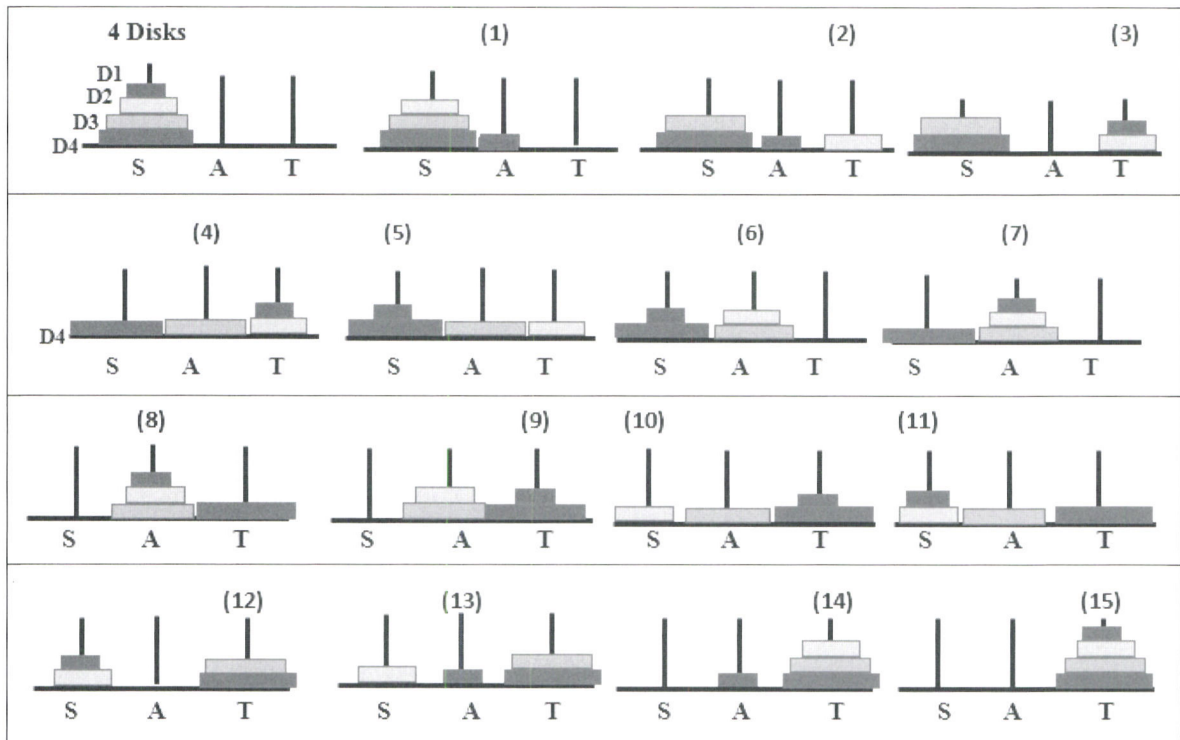 4 Disks (1) (2) (3)
D1
D2
D3
D4
S A T S A T S A T S A T
(4) (5) (6) (7)
D4
S A T S A T S A T S A T
(8) (9) (10) (11)
S A T S A T S A T S A T
(12) (13) (14) (15)
S A T S A T S A T S A T